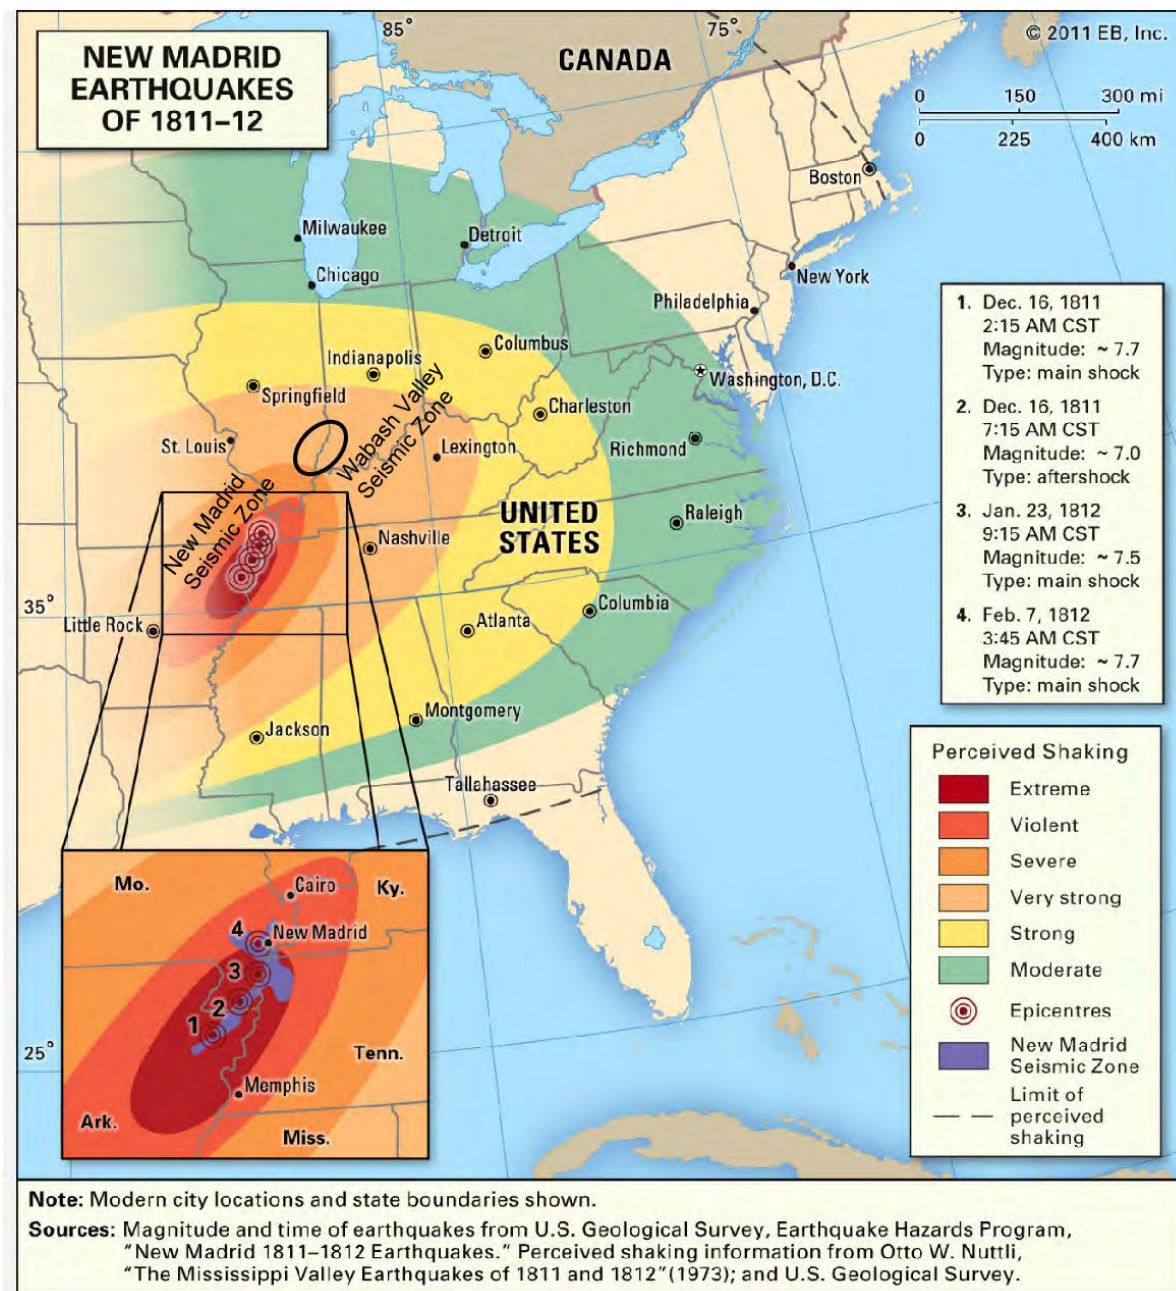 NEW MADRID
EARTHQUAKES
OF 1811–12
85°
75°
© 2011 EB, Inc.
CANADA
0 150 300 mi
0 225 400 km
Boston
Milwaukee
Detroit
Chicago
New York
Philadelphia
Columbus
Indianapolis
Washington, D.C.
Springfield
Charleston
Wabash Valley
Seismic Zone
St. Louis
Lexington
Richmond
New Madrid
Seismic Zone
UNITED
STATES
Raleigh
Nashville
35°
Little Rock
Columbia
Atlanta
Montgomery
Jackson
Tallahassee
1. Dec. 16, 1811
2:15 AM CST
Magnitude: ~ 7.7
Type: main shock
2. Dec. 16, 1811
7:15 AM CST
Magnitude: ~ 7.0
Type: aftershock
3. Jan. 23, 1812
9:15 AM CST
Magnitude: ~ 7.5
Type: main shock
4. Feb. 7, 1812
3:45 AM CST
Magnitude: ~ 7.7
Type: main shock
Perceived Shaking
Extreme
Violent
Severe
Very strong
Strong
Moderate
Epicentres
New Madrid
Seismic Zone
Limit of
perceived
shaking
25°
Mo.
Cairo
Ky.
4
New Madrid
3
2
1
Tenn.
Memphis
Ark.
Miss.
Note: Modern city locations and state boundaries shown.
Sources: Magnitude and time of earthquakes from U.S. Geological Survey, Earthquake Hazards Program,
"New Madrid 1811–1812 Earthquakes." Perceived shaking information from Otto W. Nuttli,
"The Mississippi Valley Earthquakes of 1811 and 1812" (1973); and U.S. Geological Survey.